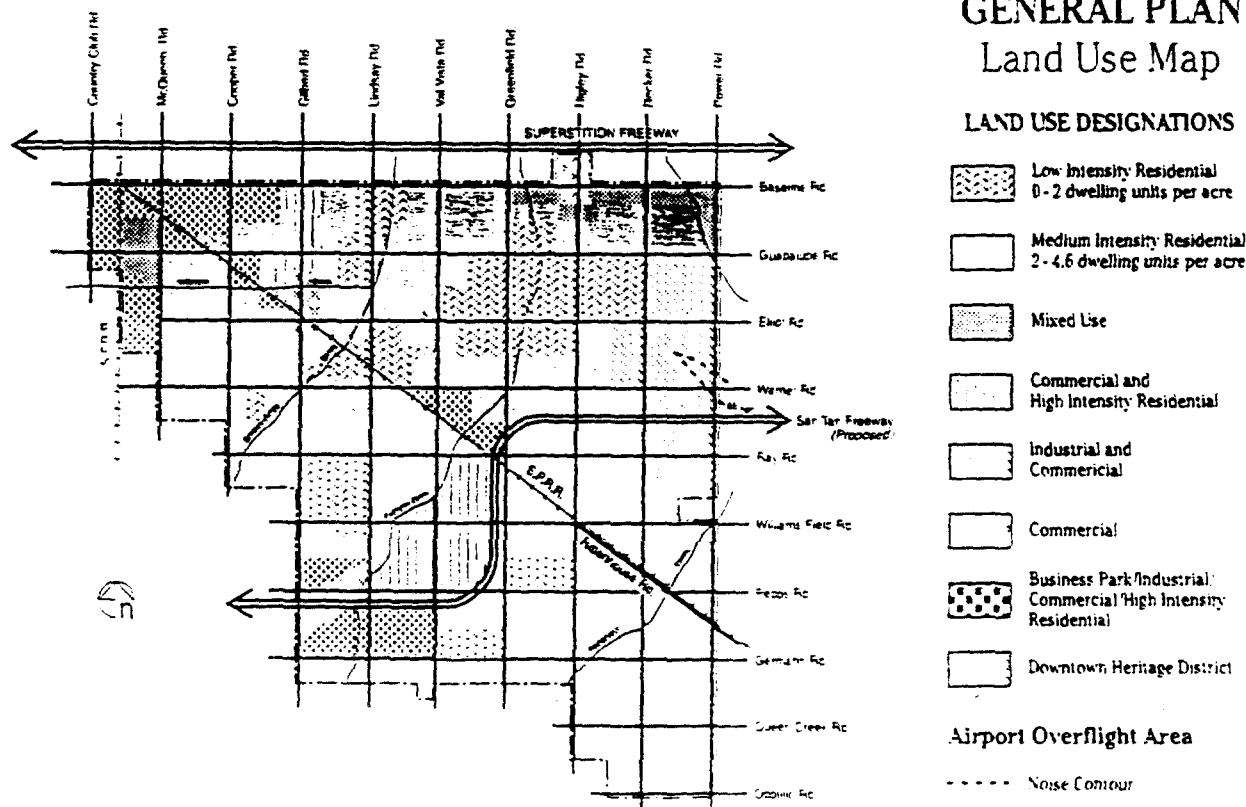 GENERAL PLAN
Land Use Map
LAND USE DESIGNATIONS
Low Intensity Residential
0 - 2 dwelling units per acre
Medium Intensity Residential
2 - 4.6 dwelling units per acre
Mixed Use
Commercial and
High Intensity Residential
Industrial and
Commericial
Commercial
Business Park/Industrial/
Commercial/High Intensity
Residential
Downtown Heritage District
Airport Overflight Area
Noise Contour
Country Club Rd
McQueen Rd
Cooper Rd
Gilbert Rd
Lindsay Rd
Val Vista Rd
Greenfield Rd
Higley Rd
Recker Rd
Power Rd
SUPERSTITION FREEWAY
Baseline Rd
Guadalupe Rd
Elliot Rd
Warner Rd
San Tan Freeway
(Proposed)
Ray Rd
Williams Field Rd
Pecos Rd
Germann Rd
Queen Creek Rd
Ocotillo Rd
E.P.R.R.
n